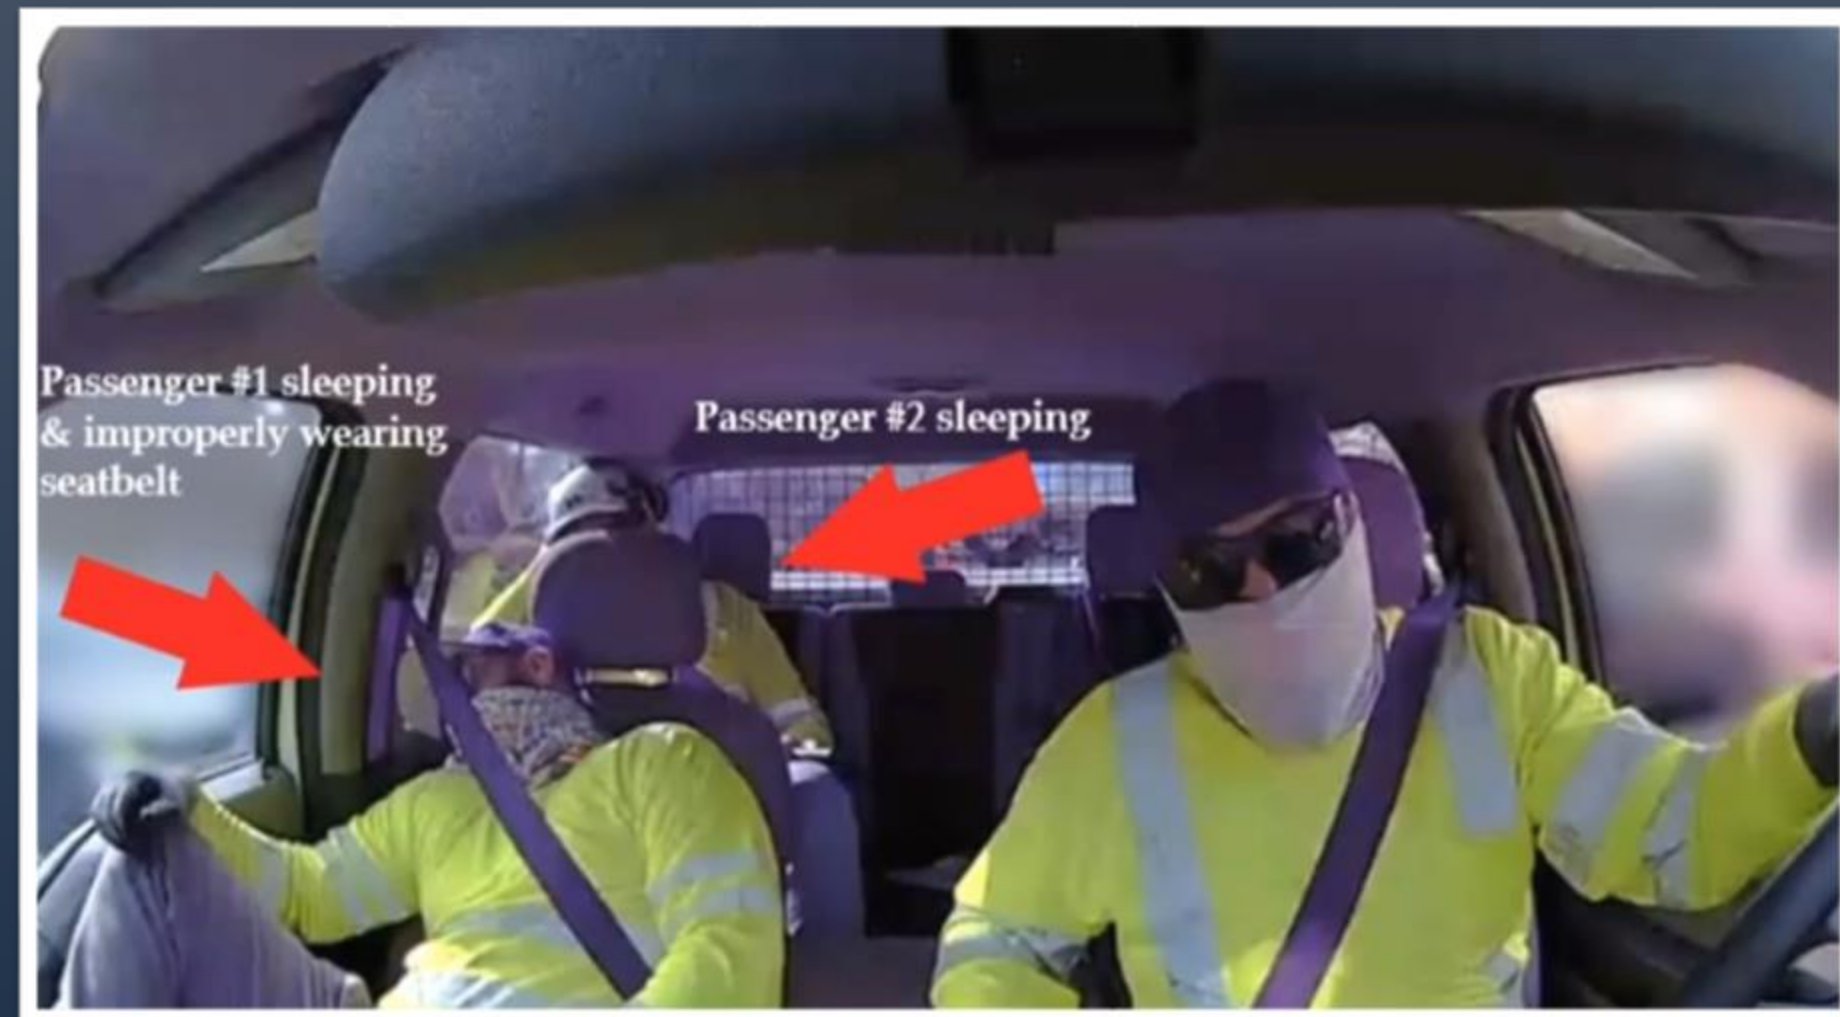 Passenger #1 sleeping
& improperly wearing
seatbelt
Passenger #2 sleeping